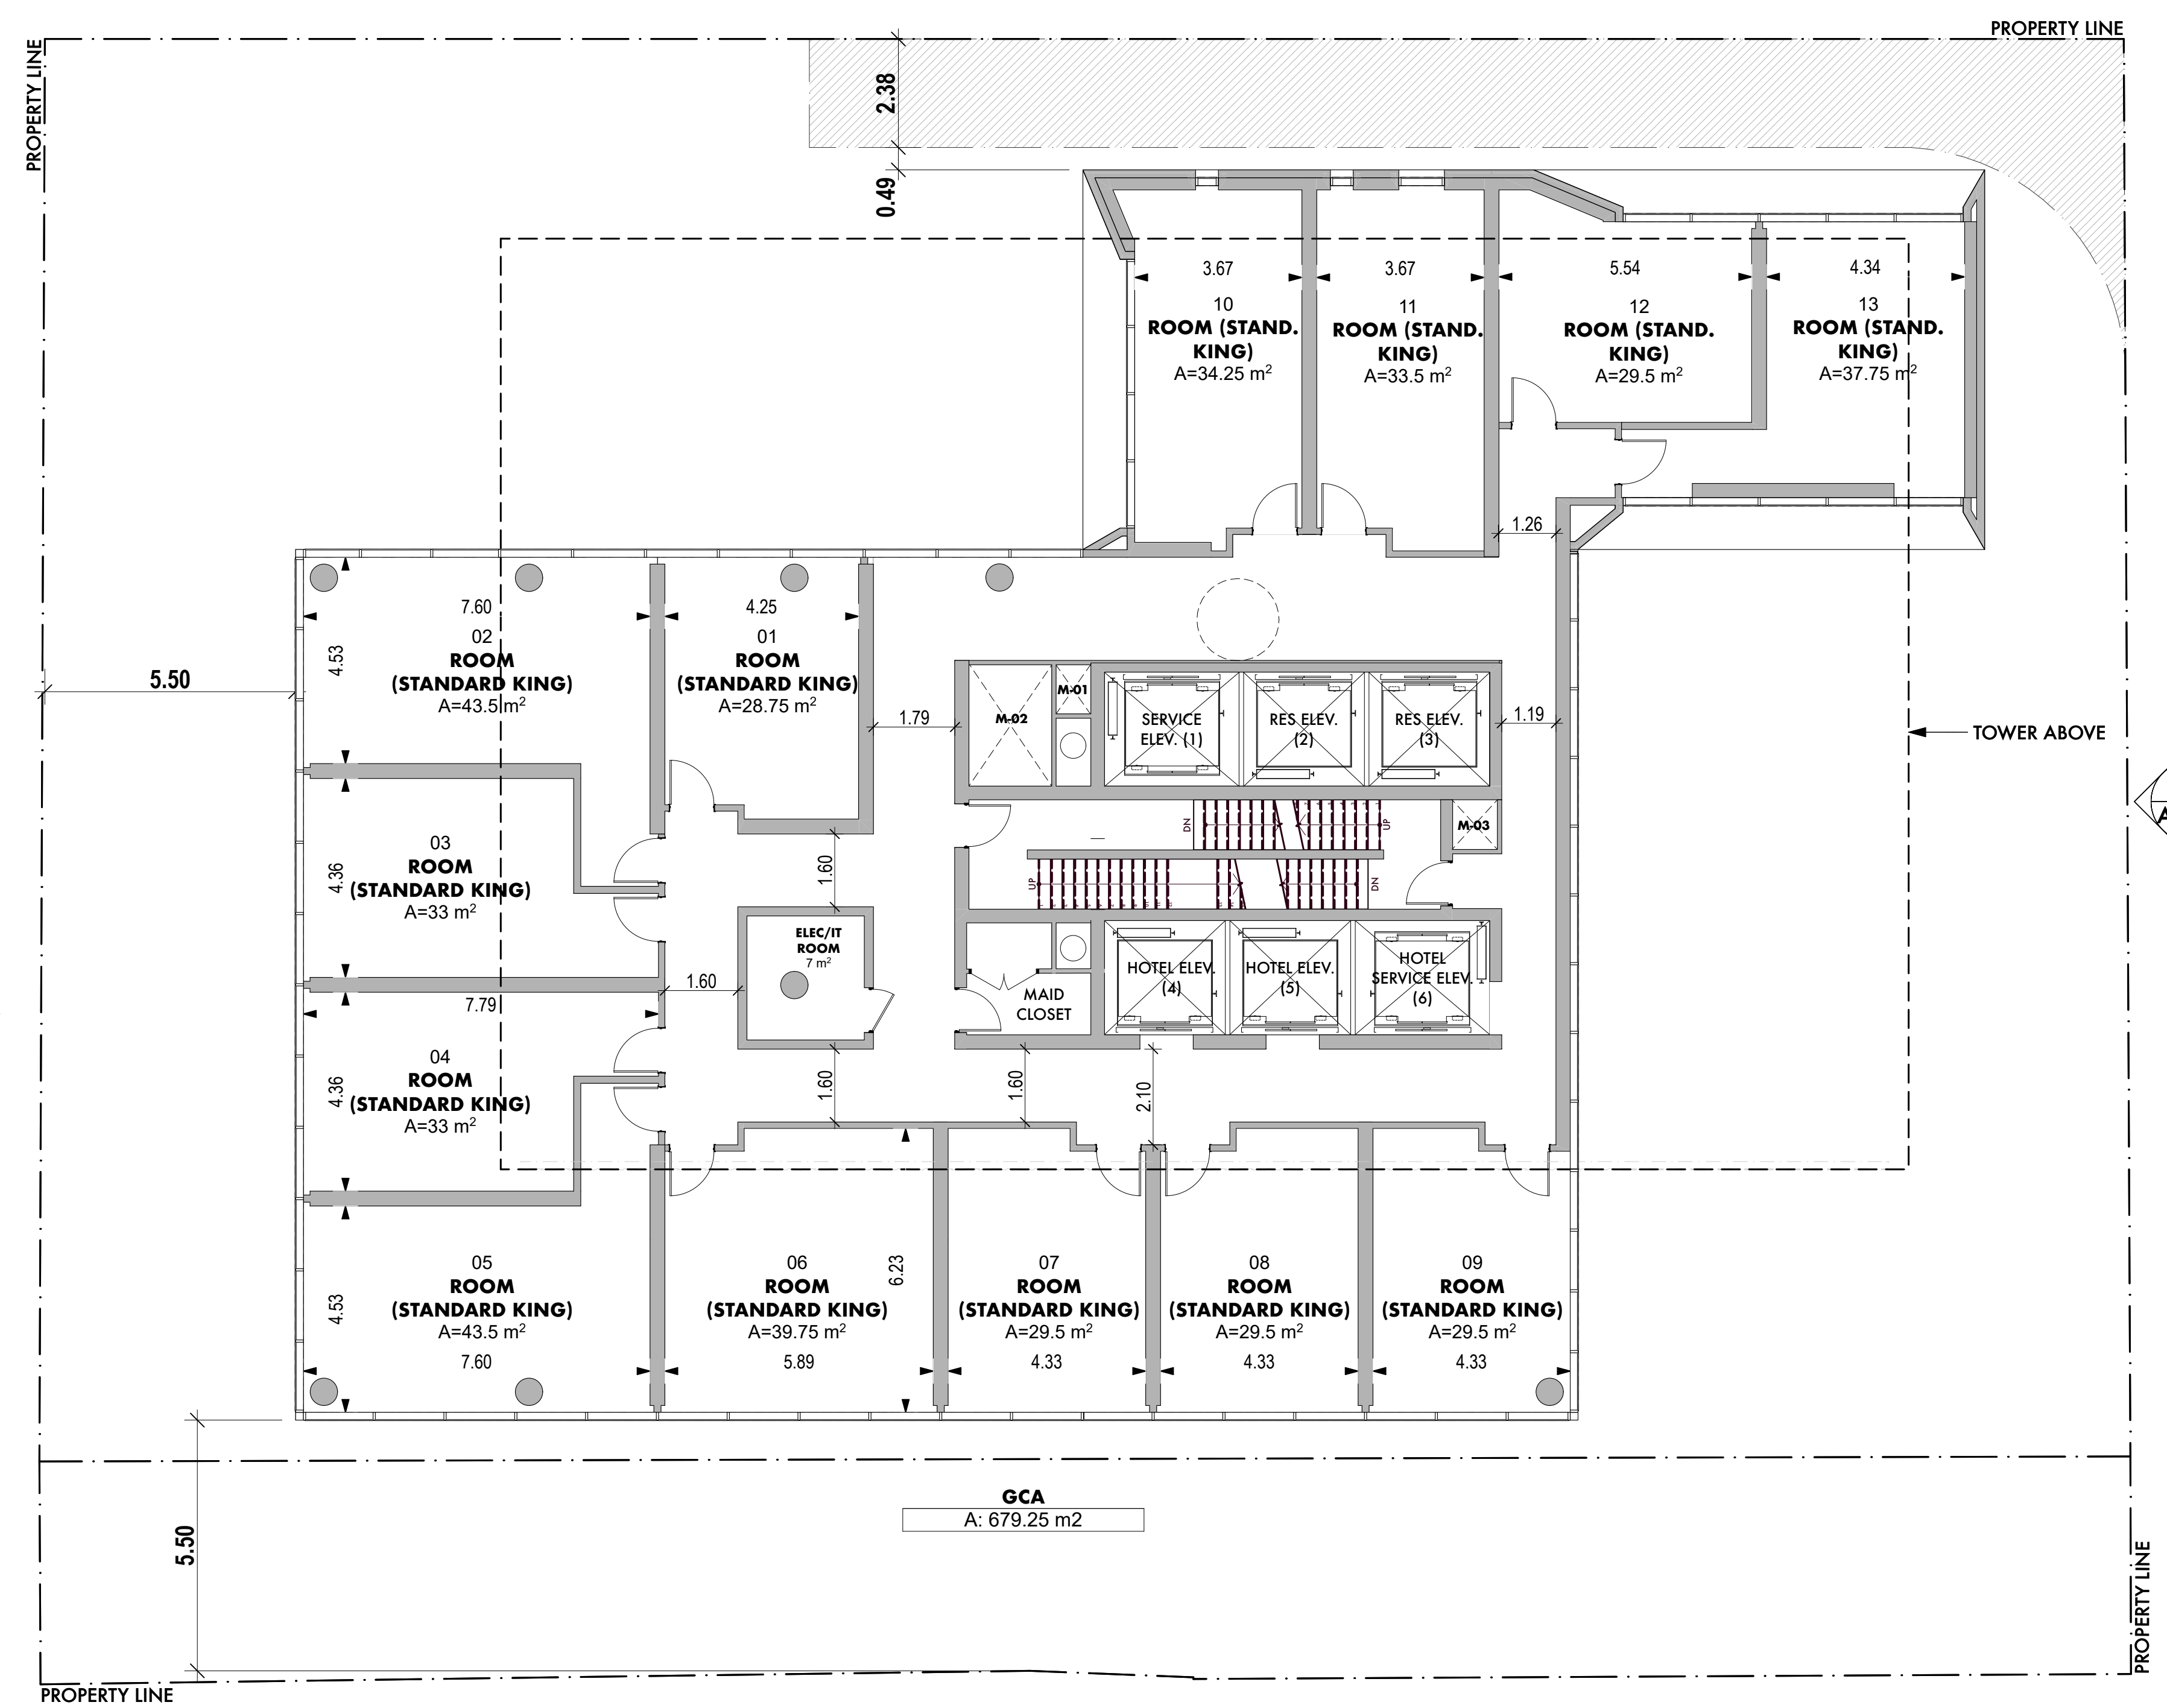 PROPERTY LINE
PROPERTY LINE
2.38
0.49
3.67
3.67
5.54
4.34
10
ROOM (STAND.
KING)
A=34.25 m²
11
ROOM (STAND.
KING)
A=33.5 m²
12
ROOM (STAND.
KING)
A=29.5 m²
13
ROOM (STAND.
KING)
A=37.75 m²
1.26
7.60
4.25
4.53
02
ROOM
(STANDARD KING)
A=43.5 m²
01
ROOM
(STANDARD KING)
A=28.75 m²
5.50
1.79
M-02
M-01
SERVICE
ELEV. (1)
RES ELEV.
(2)
RES ELEV.
(3)
1.19
TOWER ABOVE
A
DN
UP
M-03
03
ROOM
(STANDARD KING)
A=33 m²
4.36
1.60
UP
DN
ELEC/IT
ROOM
7 m²
1.60
7.79
MAID
CLOSET
HOTEL ELEV.
(4)
HOTEL ELEV.
(5)
HOTEL
SERVICE ELEV.
(6)
04
ROOM
(STANDARD KING)
A=33 m²
4.36
1.60
1.60
2.10
05
ROOM
(STANDARD KING)
A=43.5 m²
7.60
4.53
06
ROOM
(STANDARD KING)
A=39.75 m²
5.89
6.23
07
ROOM
(STANDARD KING)
A=29.5 m²
4.33
08
ROOM
(STANDARD KING)
A=29.5 m²
4.33
09
ROOM
(STANDARD KING)
A=29.5 m²
4.33
GCA
A: 679.25 m2
5.50
PROPERTY LINE
PROPERTY LINE